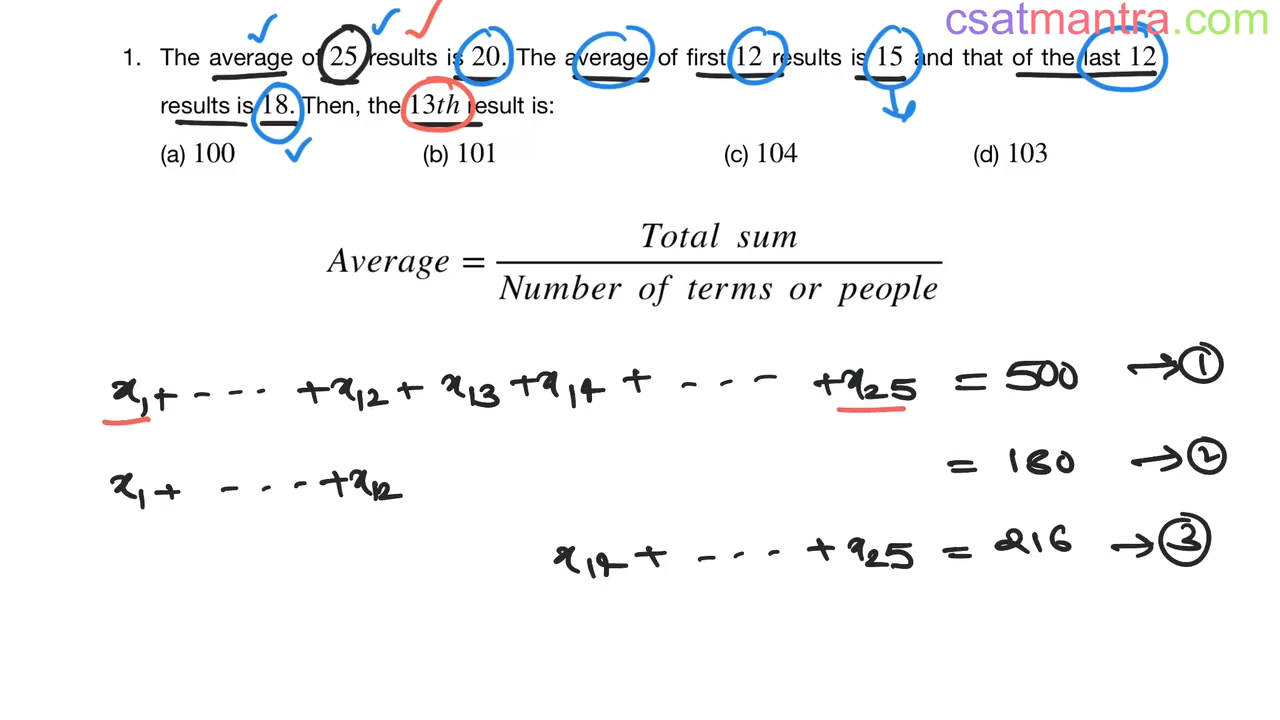 csatmantra.com
1. The average of 25 results is 20. The average of first 12 results is 15 and that of the last 12
results is 18. Then, the 13th result is:
(a) 100 (b) 101 (c) 104 (d) 103
Average = Total sum / Number of terms or people
x₁ + - - - - + x₁₂ + x₁₃ + x₁₄ + - - - - + x₂₅ = 500 → ①
x₁ + - - - - + x₁₂ = 180 → ②
x₁₄ + - - - - + x₂₅ = 216 → ③